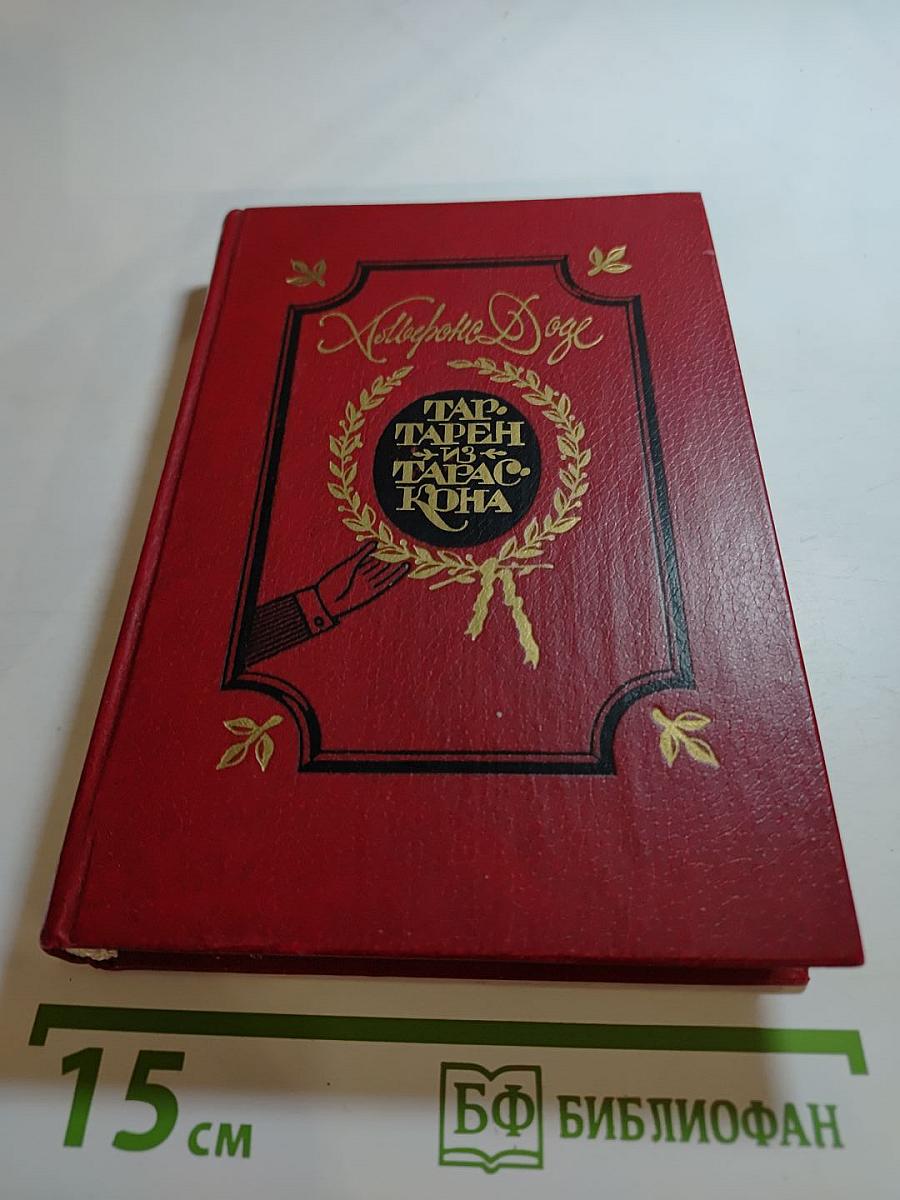 Альфонс Доде
ТАР-
ТАРЕН
ИЗ
ТАРАС-
КОНА
15 см
БФ БИБЛИОФАН